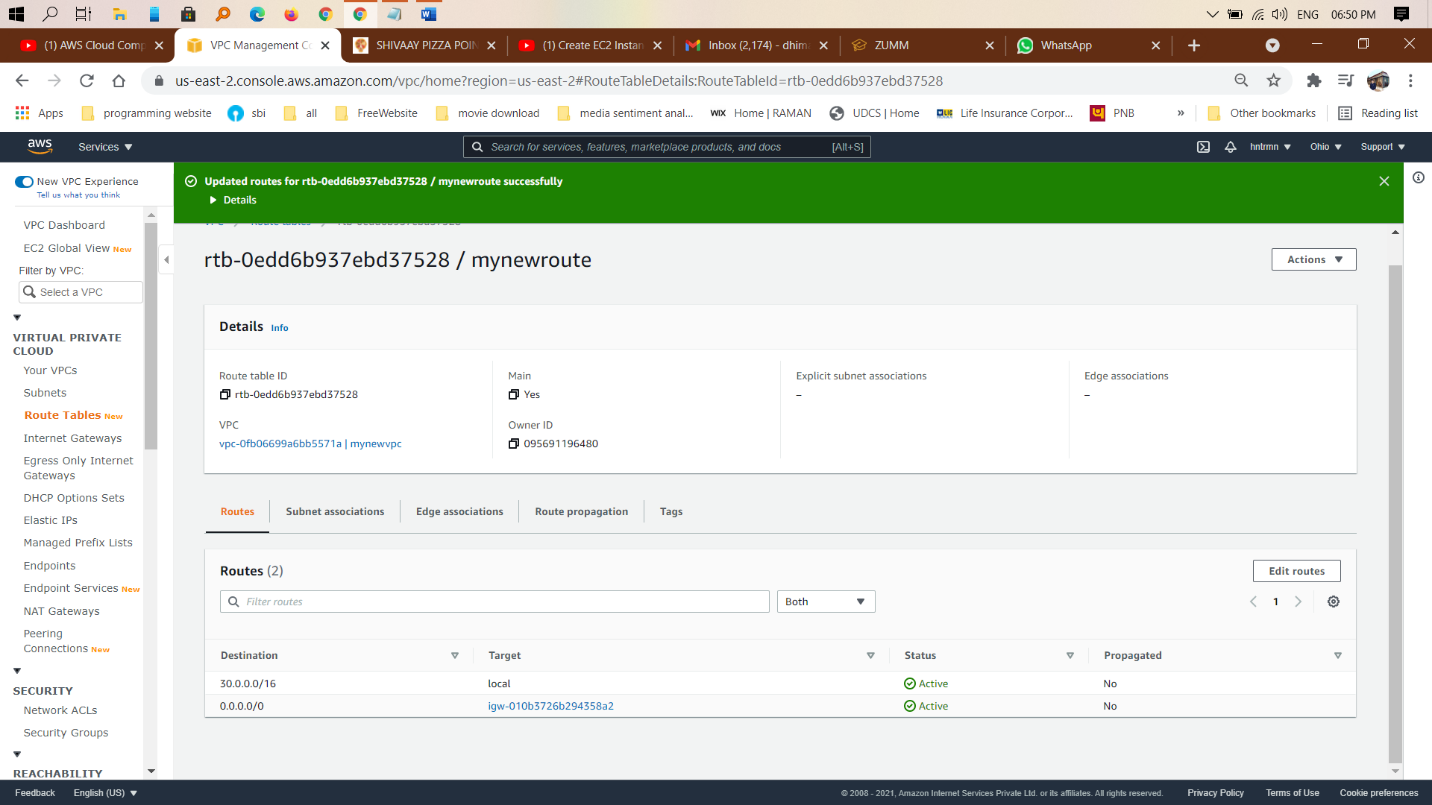 ENG 06:50 PM
(1) AWS Cloud Comp
VPC Management Co
SHIVAAY PIZZA POIN
(1) Create EC2 Instan
Inbox (2,174) - dhima
ZUMM
WhatsApp
us-east-2.console.aws.amazon.com/vpc/home?region=us-east-2#RouteTableDetails:RouteTableId=rtb-0edd6b937ebd37528
Apps programming website sbi all FreeWebsite movie download media sentiment anal... WIX Home | RAMAN UDCS | Home LIC Life Insurance Corpor... PNB » Other bookmarks Reading list
aws Services Search for services, features, marketplace products, and docs [Alt+S] hntrmn Ohio Support
New VPC Experience
Tell us what you think
Updated routes for rtb-0edd6b937ebd37528 / mynewroute successfully
Details
VPC Dashboard
EC2 Global View New
Filter by VPC:
Select a VPC
VIRTUAL PRIVATE
CLOUD
Your VPCs
Subnets
Route Tables New
Internet Gateways
Egress Only Internet
Gateways
DHCP Options Sets
Elastic IPs
Managed Prefix Lists
Endpoints
Endpoint Services New
NAT Gateways
Peering
Connections New
SECURITY
Network ACLs
Security Groups
REACHABILITY
rtb-0edd6b937ebd37528 / mynewroute
Actions
Details Info
Route table ID
rtb-0edd6b937ebd37528
Main
Yes
Explicit subnet associations
–
Edge associations
–
VPC
vpc-0fb06699a6bb5571a | mynewvpc
Owner ID
095691196480
Routes Subnet associations Edge associations Route propagation Tags
Routes (2)
Edit routes
Filter routes
Both
1
Destination Target Status Propagated
30.0.0.0/16 local Active No
0.0.0.0/0 igw-010b3726b294358a2 Active No
Feedback English (US) © 2008 - 2021, Amazon Internet Services Private Ltd. or its affiliates. All rights reserved. Privacy Policy Terms of Use Cookie preferences